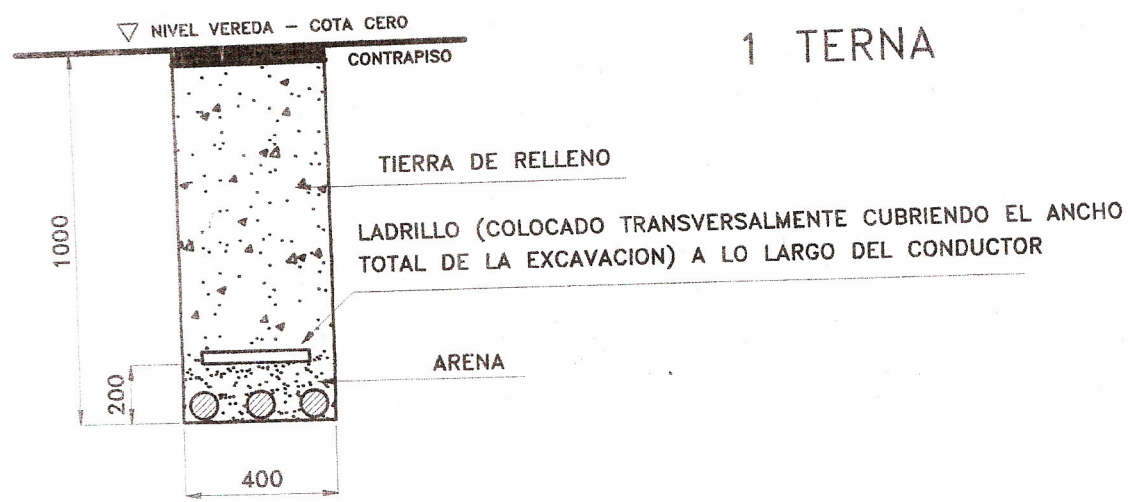 NIVEL VEREDA – COTA CERO
1 TERNA
CONTRAPISO
TIERRA DE RELLENO
LADRILLO (COLOCADO TRANSVERSALMENTE CUBRIENDO EL ANCHO
TOTAL DE LA EXCAVACION) A LO LARGO DEL CONDUCTOR
1000
ARENA
200
400